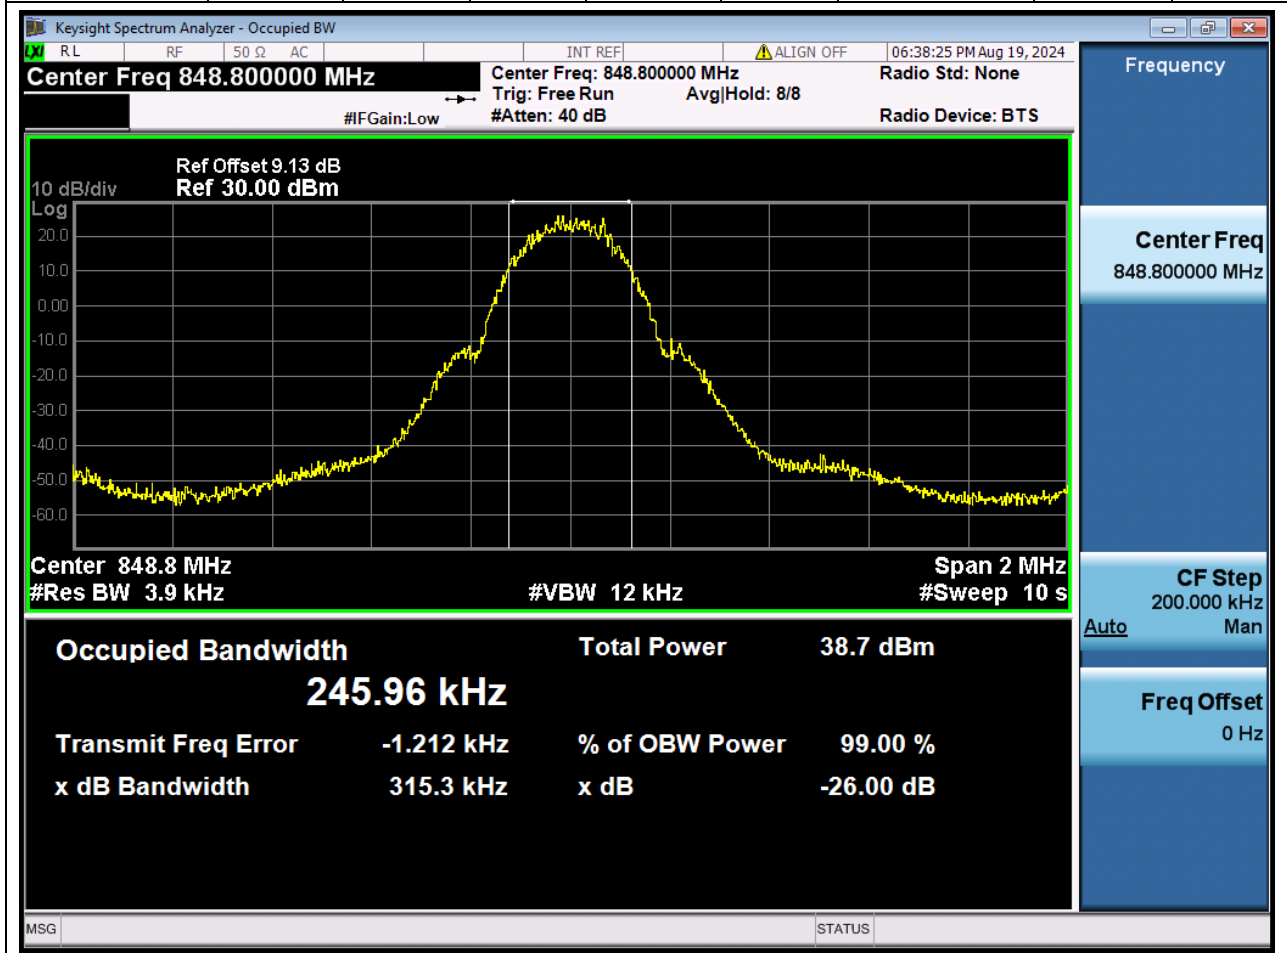 Keysight Spectrum Analyzer - Occupied BW
LXI RL RF 50 Ω AC INT REF ALIGN OFF 06:38:25 PM Aug 19, 2024
Center Freq 848.800000 MHz
Center Freq: 848.800000 MHz Radio Std: None
Trig: Free Run Avg|Hold: 8/8
#IFGain:Low #Atten: 40 dB Radio Device: BTS
Ref Offset 9.13 dB
10 dB/div Ref 30.00 dBm
Log
20.0
10.0
0.00
-10.0
-20.0
-30.0
-40.0
-50.0
-60.0
Center 848.8 MHz Span 2 MHz
#Res BW 3.9 kHz #VBW 12 kHz #Sweep 10 s
Occupied Bandwidth Total Power 38.7 dBm
245.96 kHz
Transmit Freq Error -1.212 kHz % of OBW Power 99.00 %
x dB Bandwidth 315.3 kHz x dB -26.00 dB
MSG STATUS
Frequency
Center Freq
848.800000 MHz
CF Step
200.000 kHz
Auto Man
Freq Offset
0 Hz